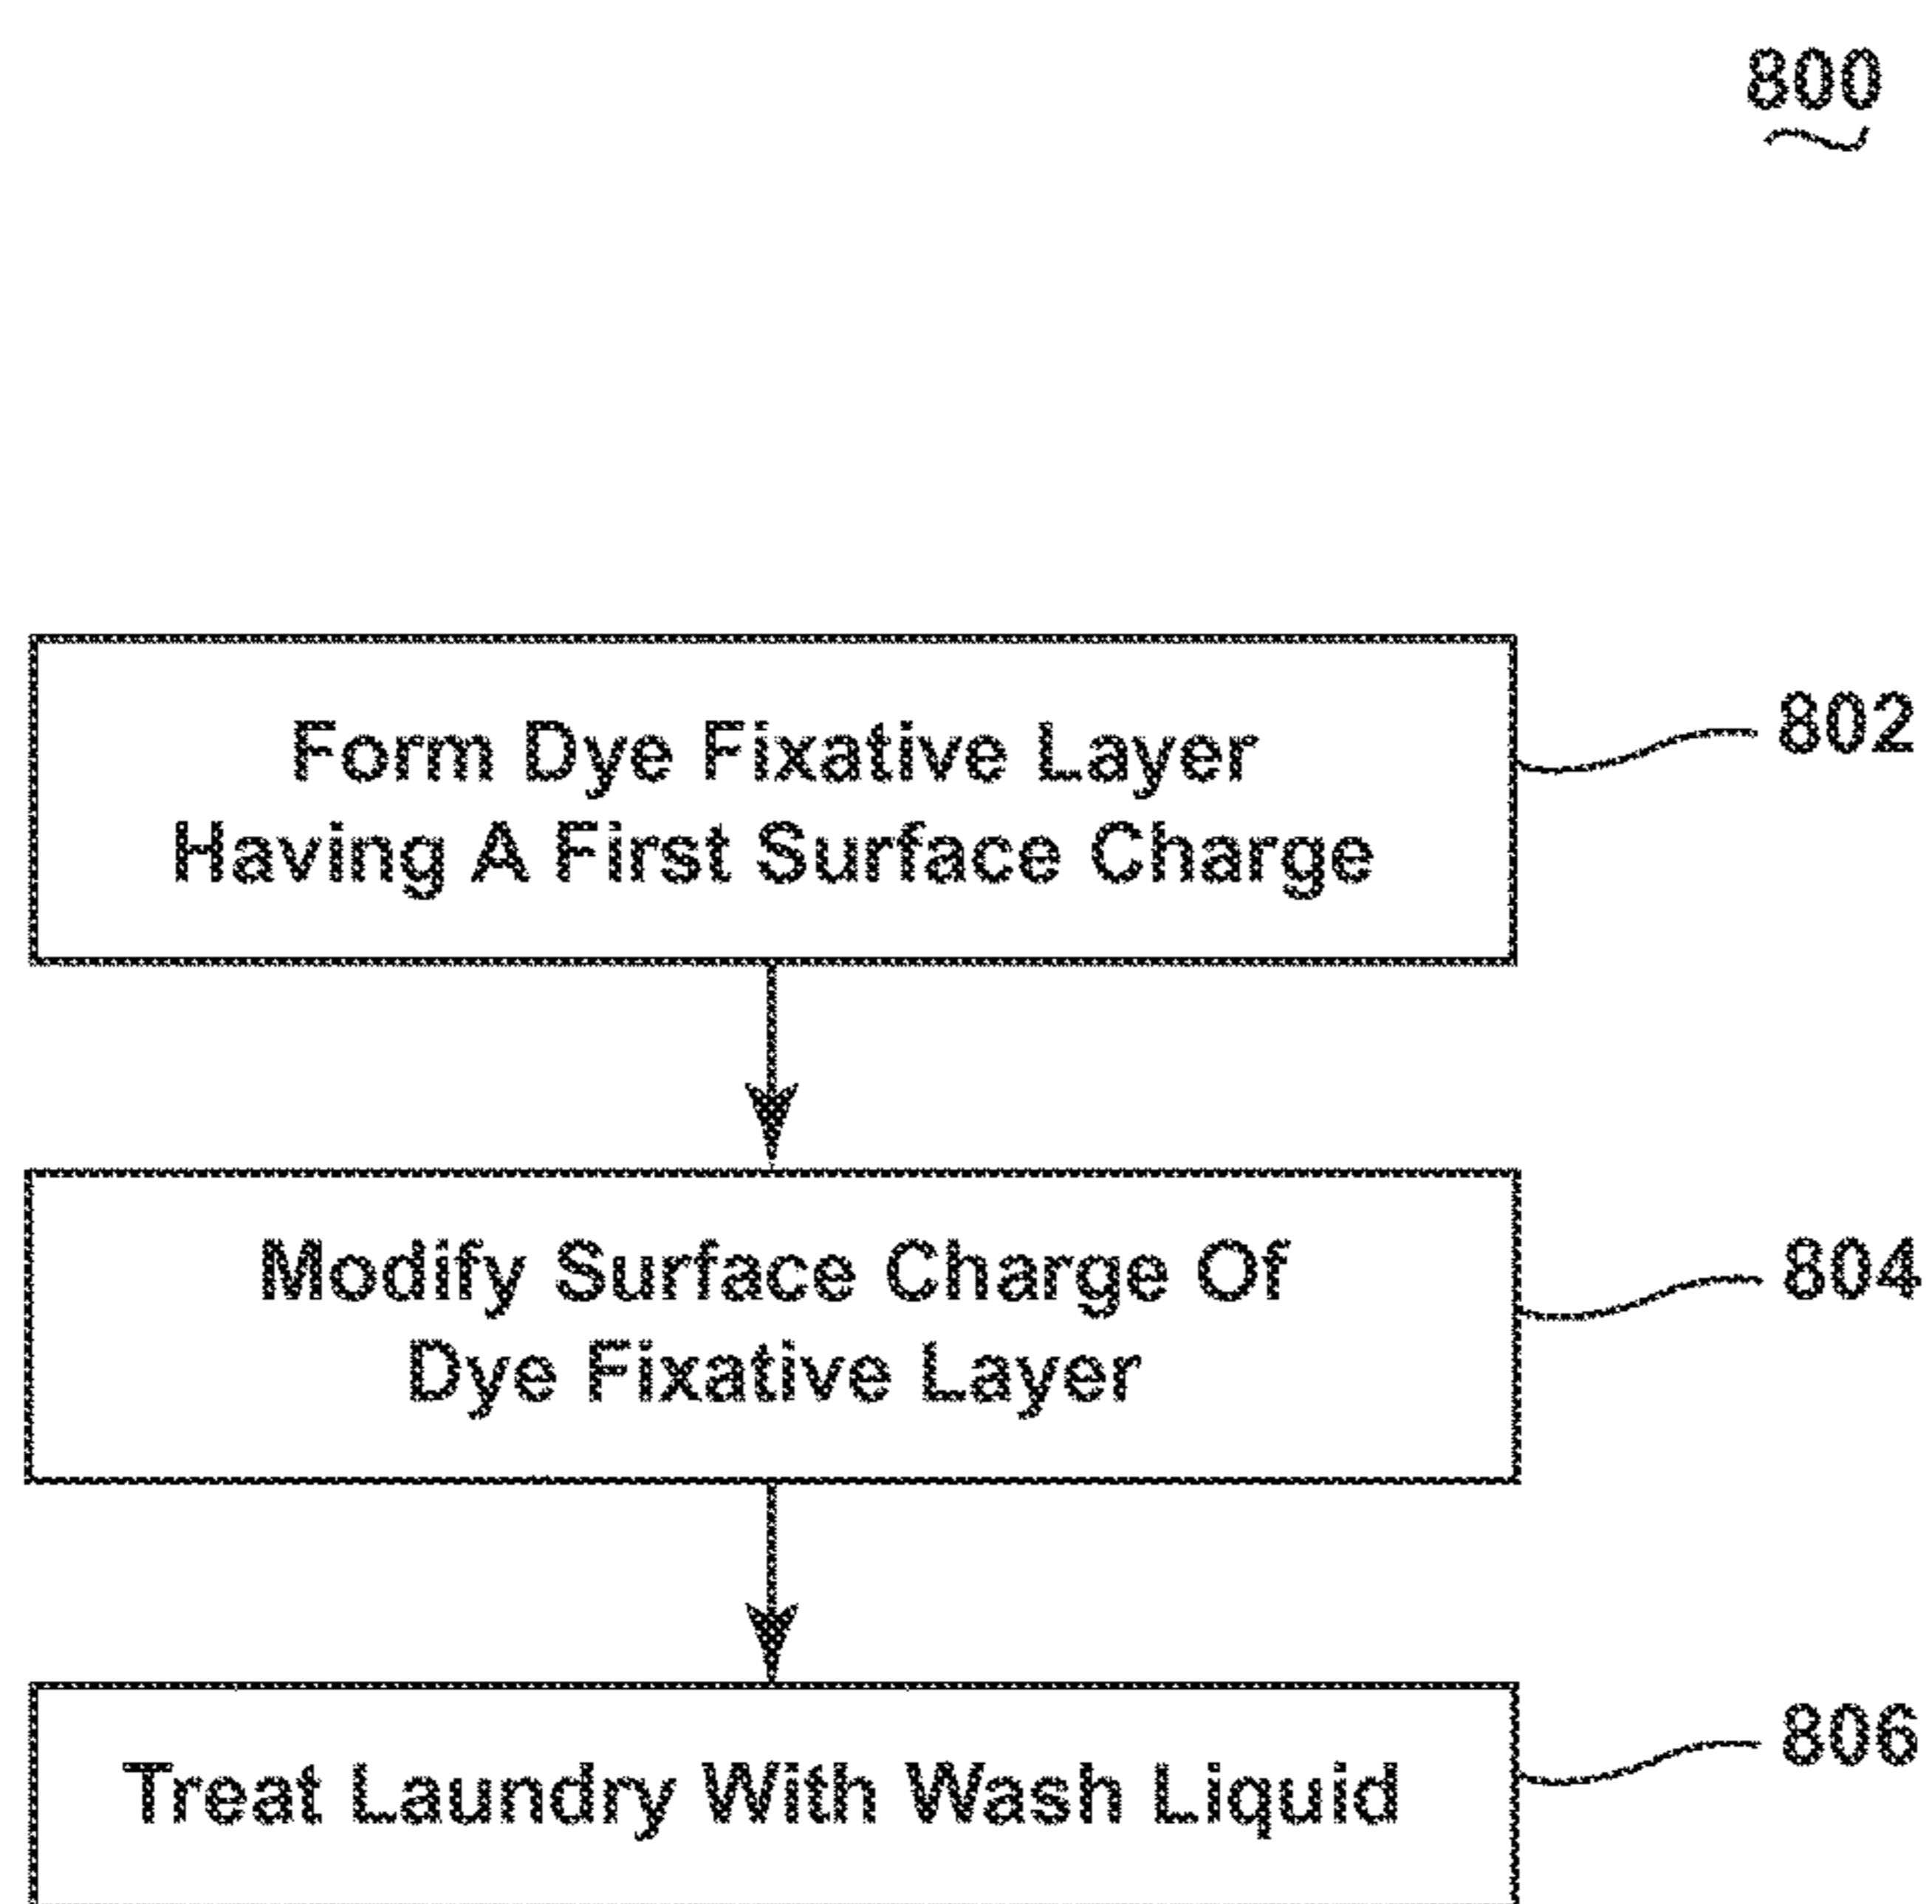 800
Form Dye Fixative Layer
Having A First Surface Charge
802
Modify Surface Charge Of
Dye Fixative Layer
804
Treat Laundry With Wash Liquid
806